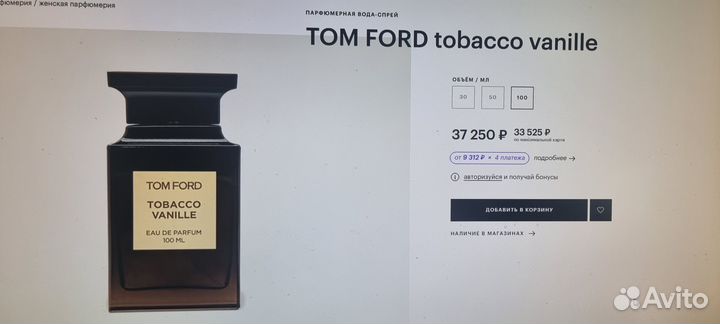 фюмерия / женская парфюмерия
ПАРФЮМЕРНАЯ ВОДА-СПРЕЙ
TOM FORD tobacco vanille
ОБЪЁМ / МЛ
30 50 100
37 250 ₽ 33 525 ₽
по максимальной карте
от 9 312 ₽ × 4 платежа подробнее →
авторизуйся и получай бонусы
ДОБАВИТЬ В КОРЗИНУ
НАЛИЧИЕ В МАГАЗИНАХ →
TOM FORD
TOBACCO
VANILLE
EAU DE PARFUM
100 ML
Avito